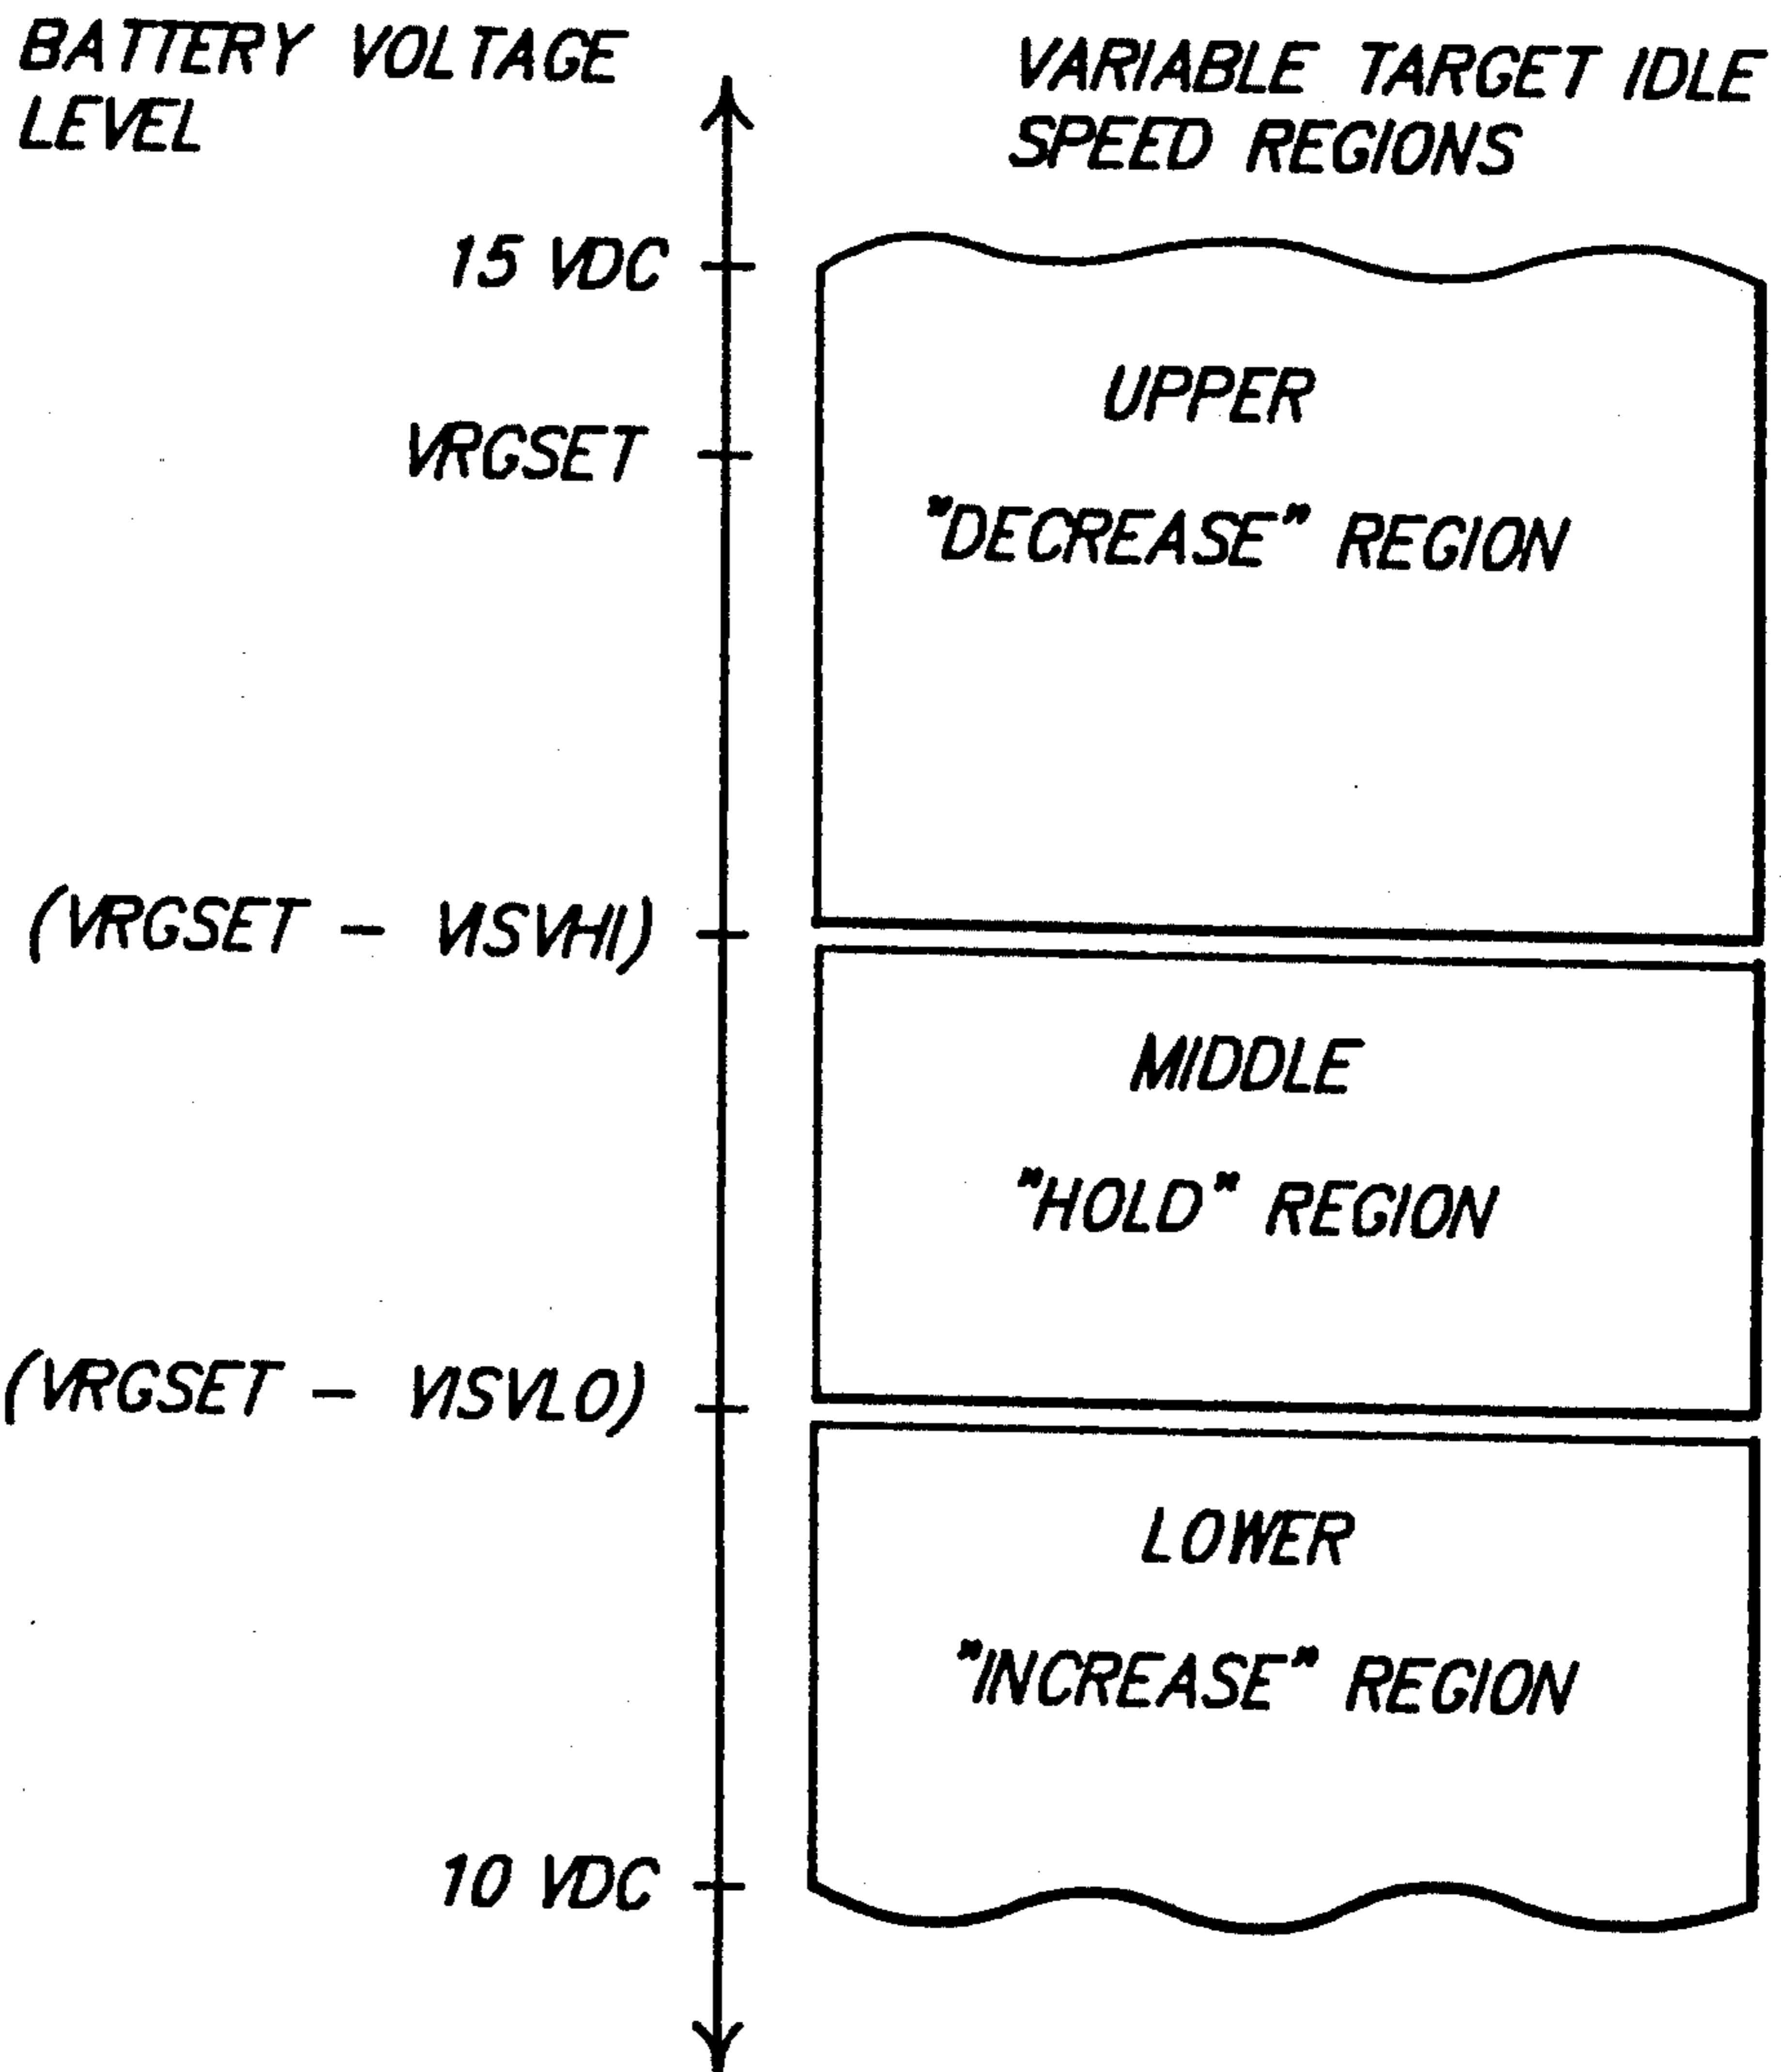 BATTERY VOLTAGE
LEVEL
VARIABLE TARGET IDLE
SPEED REGIONS
15 VDC
UPPER
VRGSET
"DECREASE" REGION
(VRGSET - VISVHI)
MIDDLE
"HOLD" REGION
(VRGSET - VISVLO)
LOWER
"INCREASE" REGION
10 VDC